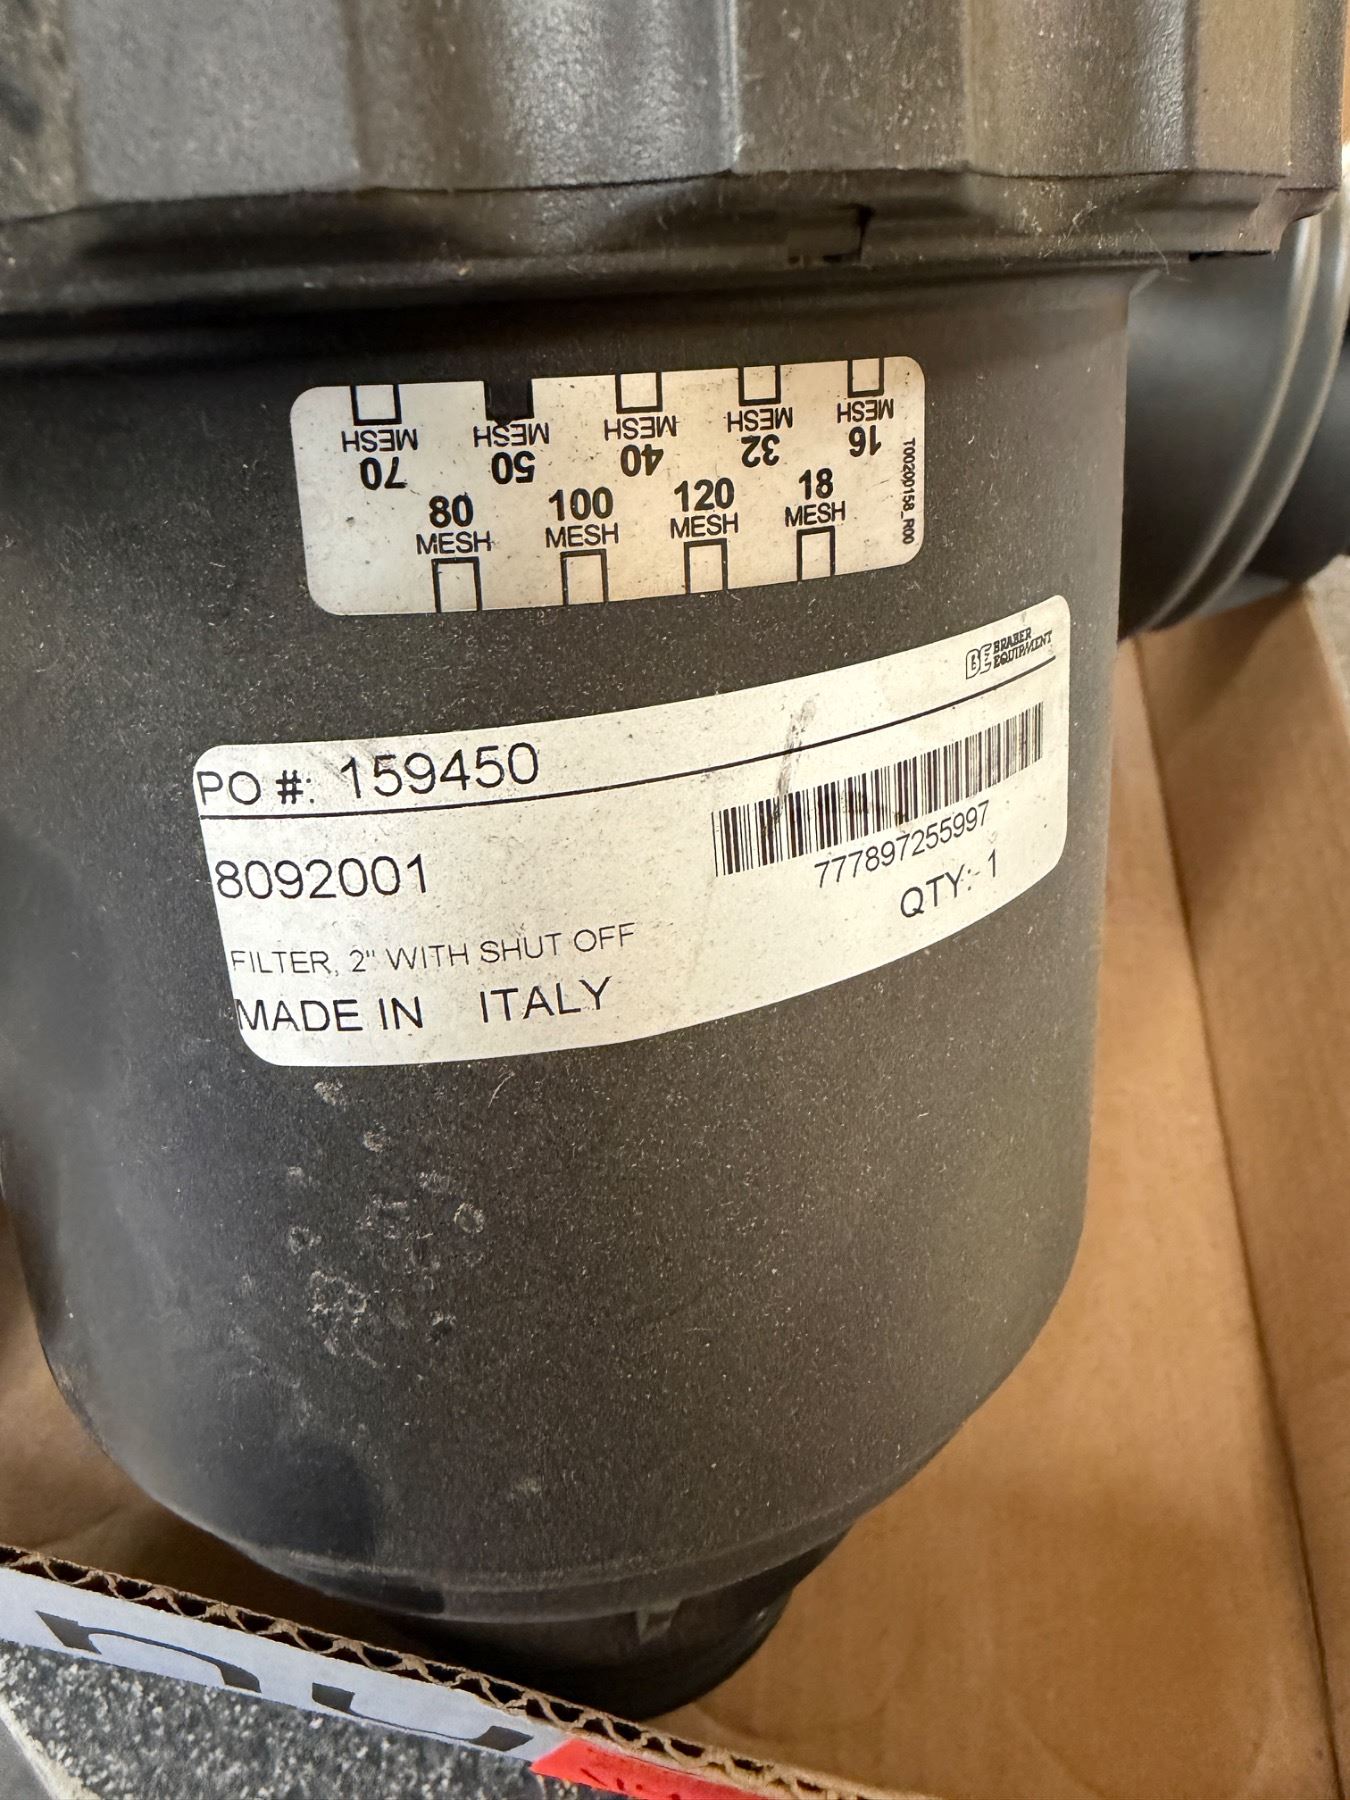 MESH MESH MESH MESH MESH
70 50 40 32 16
80 100 120 18
MESH MESH MESH MESH
T00200158_R00
BE BRABER
EQUIPMENT
PO #: 159450
8092001
777897255997
QTY: 1
FILTER, 2" WITH SHUT OFF
MADE IN ITALY